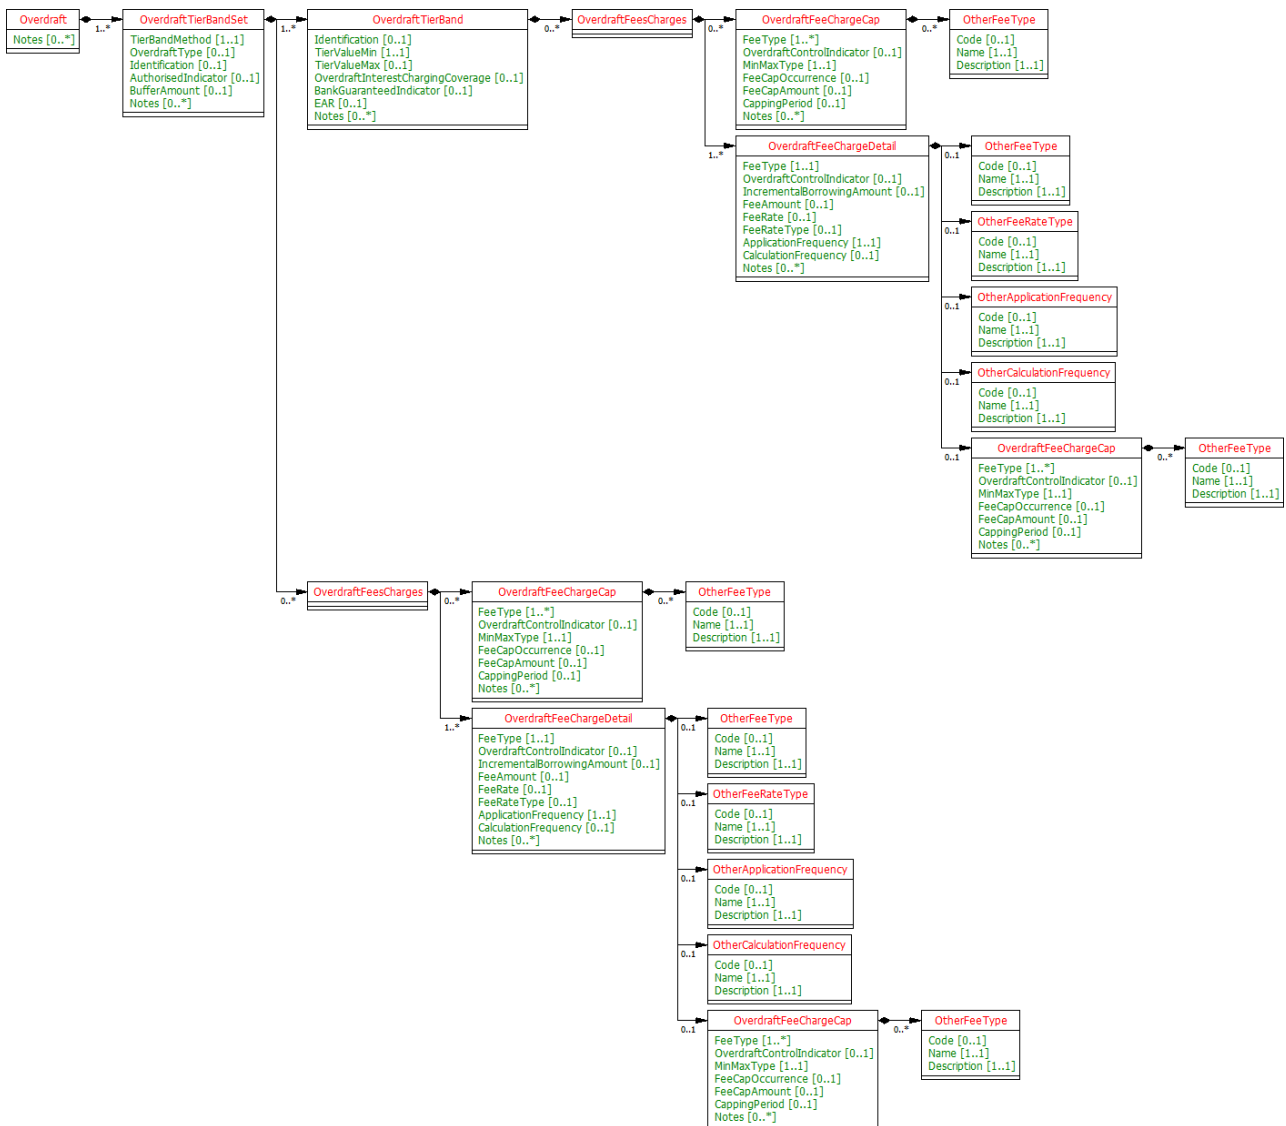 Overdraft
Notes [0..*]
1..*
OverdraftTierBandSet
TierBandMethod [1..1]
OverdraftType [0..1]
Identification [0..1]
AuthorisedIndicator [0..1]
BufferAmount [0..1]
Notes [0..*]
1..*
OverdraftTierBand
Identification [0..1]
TierValueMin [1..1]
TierValueMax [0..1]
OverdraftInterestChargingCoverage [0..1]
BankGuaranteedIndicator [0..1]
EAR [0..1]
Notes [0..*]
0..*
OverdraftFeesCharges
0..*
OverdraftFeeChargeCap
FeeType [1..*]
OverdraftControlIndicator [0..1]
MinMaxType [1..1]
FeeCapOccurrence [0..1]
FeeCapAmount [0..1]
CappingPeriod [0..1]
Notes [0..*]
0..*
OtherFeeType
Code [0..1]
Name [1..1]
Description [1..1]
1..*
OverdraftFeeChargeDetail
FeeType [1..1]
OverdraftControlIndicator [0..1]
IncrementalBorrowingAmount [0..1]
FeeAmount [0..1]
FeeRate [0..1]
FeeRateType [0..1]
ApplicationFrequency [1..1]
CalculationFrequency [0..1]
Notes [0..*]
0..1
OtherFeeType
Code [0..1]
Name [1..1]
Description [1..1]
0..1
OtherFeeRateType
Code [0..1]
Name [1..1]
Description [1..1]
0..1
OtherApplicationFrequency
Code [0..1]
Name [1..1]
Description [1..1]
0..1
OtherCalculationFrequency
Code [0..1]
Name [1..1]
Description [1..1]
0..1
OverdraftFeeChargeCap
FeeType [1..*]
OverdraftControlIndicator [0..1]
MinMaxType [1..1]
FeeCapOccurrence [0..1]
FeeCapAmount [0..1]
CappingPeriod [0..1]
Notes [0..*]
0..*
OtherFeeType
Code [0..1]
Name [1..1]
Description [1..1]
0..*
OverdraftFeesCharges
0..*
OverdraftFeeChargeCap
FeeType [1..*]
OverdraftControlIndicator [0..1]
MinMaxType [1..1]
FeeCapOccurrence [0..1]
FeeCapAmount [0..1]
CappingPeriod [0..1]
Notes [0..*]
0..*
OtherFeeType
Code [0..1]
Name [1..1]
Description [1..1]
1..*
OverdraftFeeChargeDetail
FeeType [1..1]
OverdraftControlIndicator [0..1]
IncrementalBorrowingAmount [0..1]
FeeAmount [0..1]
FeeRate [0..1]
FeeRateType [0..1]
ApplicationFrequency [1..1]
CalculationFrequency [0..1]
Notes [0..*]
0..1
OtherFeeType
Code [0..1]
Name [1..1]
Description [1..1]
0..1
OtherFeeRateType
Code [0..1]
Name [1..1]
Description [1..1]
0..1
OtherApplicationFrequency
Code [0..1]
Name [1..1]
Description [1..1]
0..1
OtherCalculationFrequency
Code [0..1]
Name [1..1]
Description [1..1]
0..1
OverdraftFeeChargeCap
FeeType [1..*]
OverdraftControlIndicator [0..1]
MinMaxType [1..1]
FeeCapOccurrence [0..1]
FeeCapAmount [0..1]
CappingPeriod [0..1]
Notes [0..*]
0..*
OtherFeeType
Code [0..1]
Name [1..1]
Description [1..1]